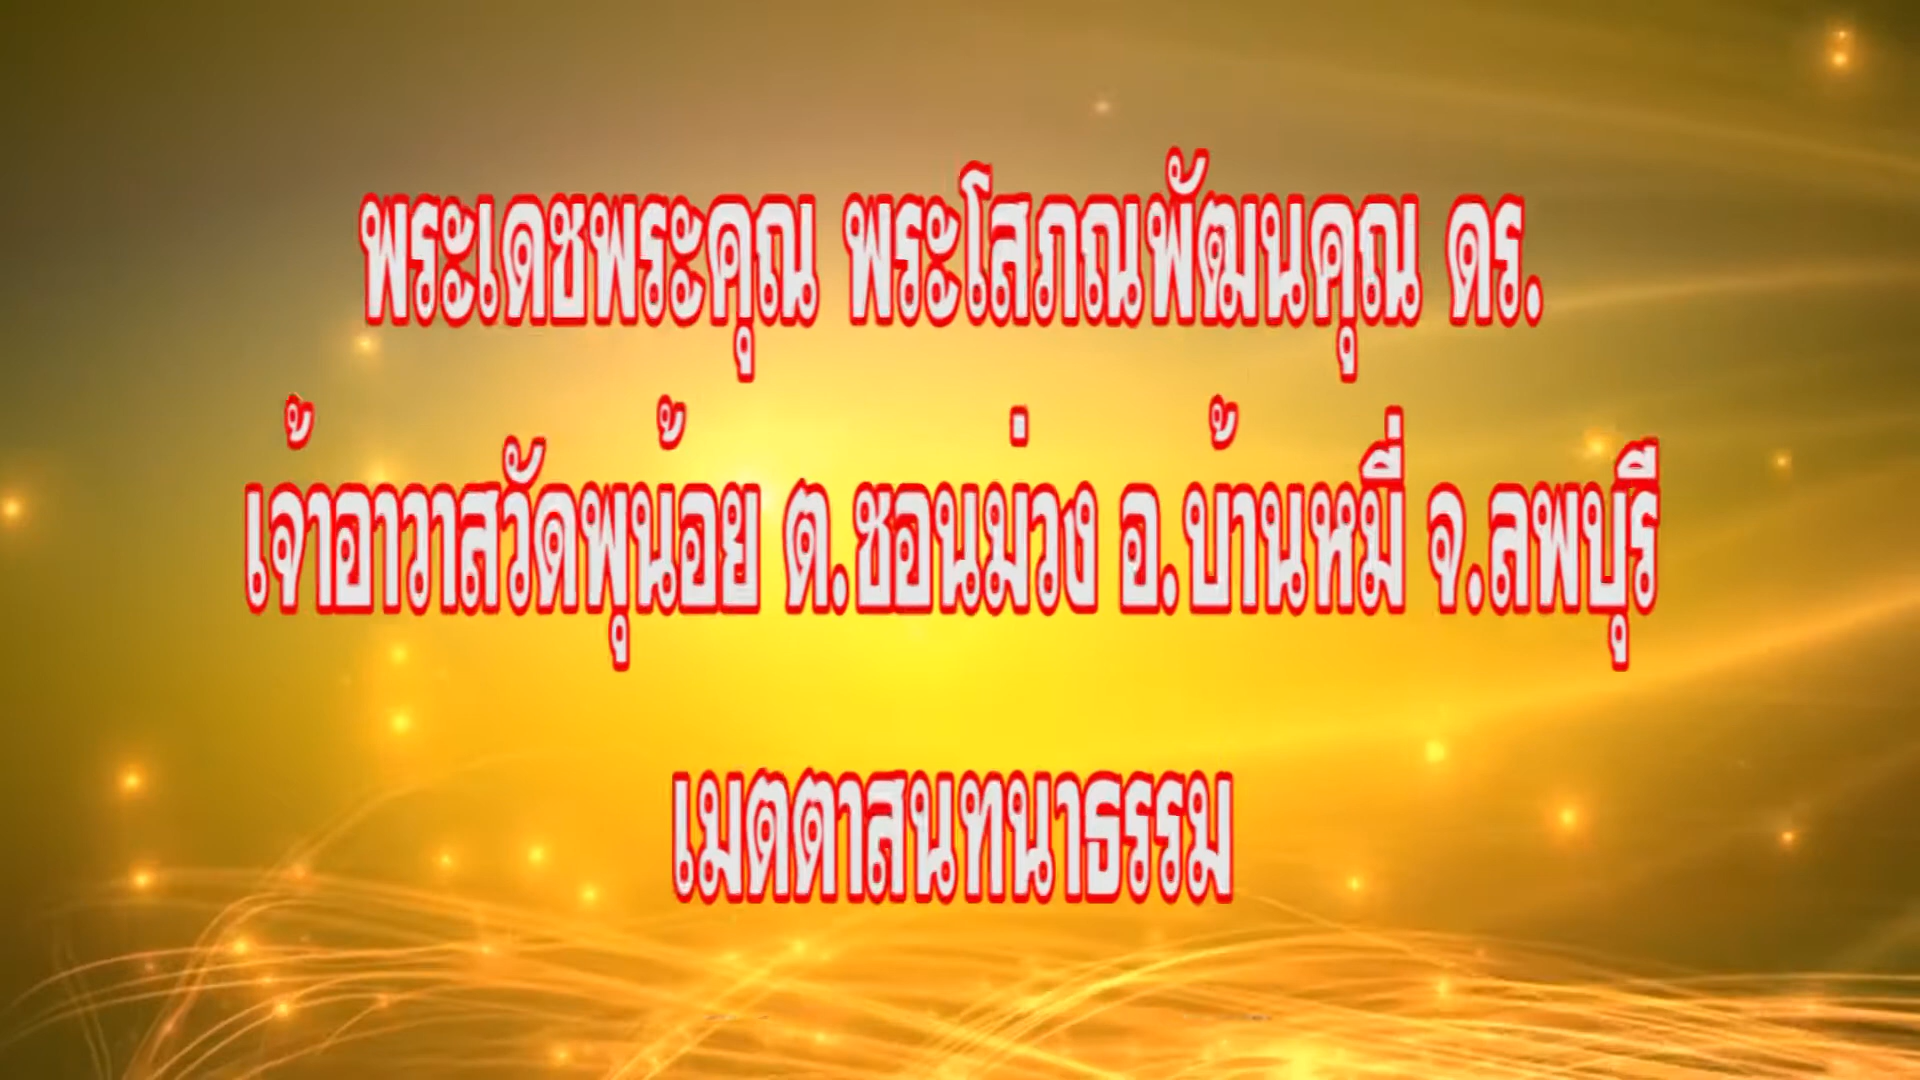 พระเดชพระคุณ พระโสภณพัฒนคุณ ดร.
เจ้าอาวาสวัดพุน้อย ต.ชอนม่วง อ.บ้านหมี่ จ.ลพบุรี
เมตตาสนทนาธรรม